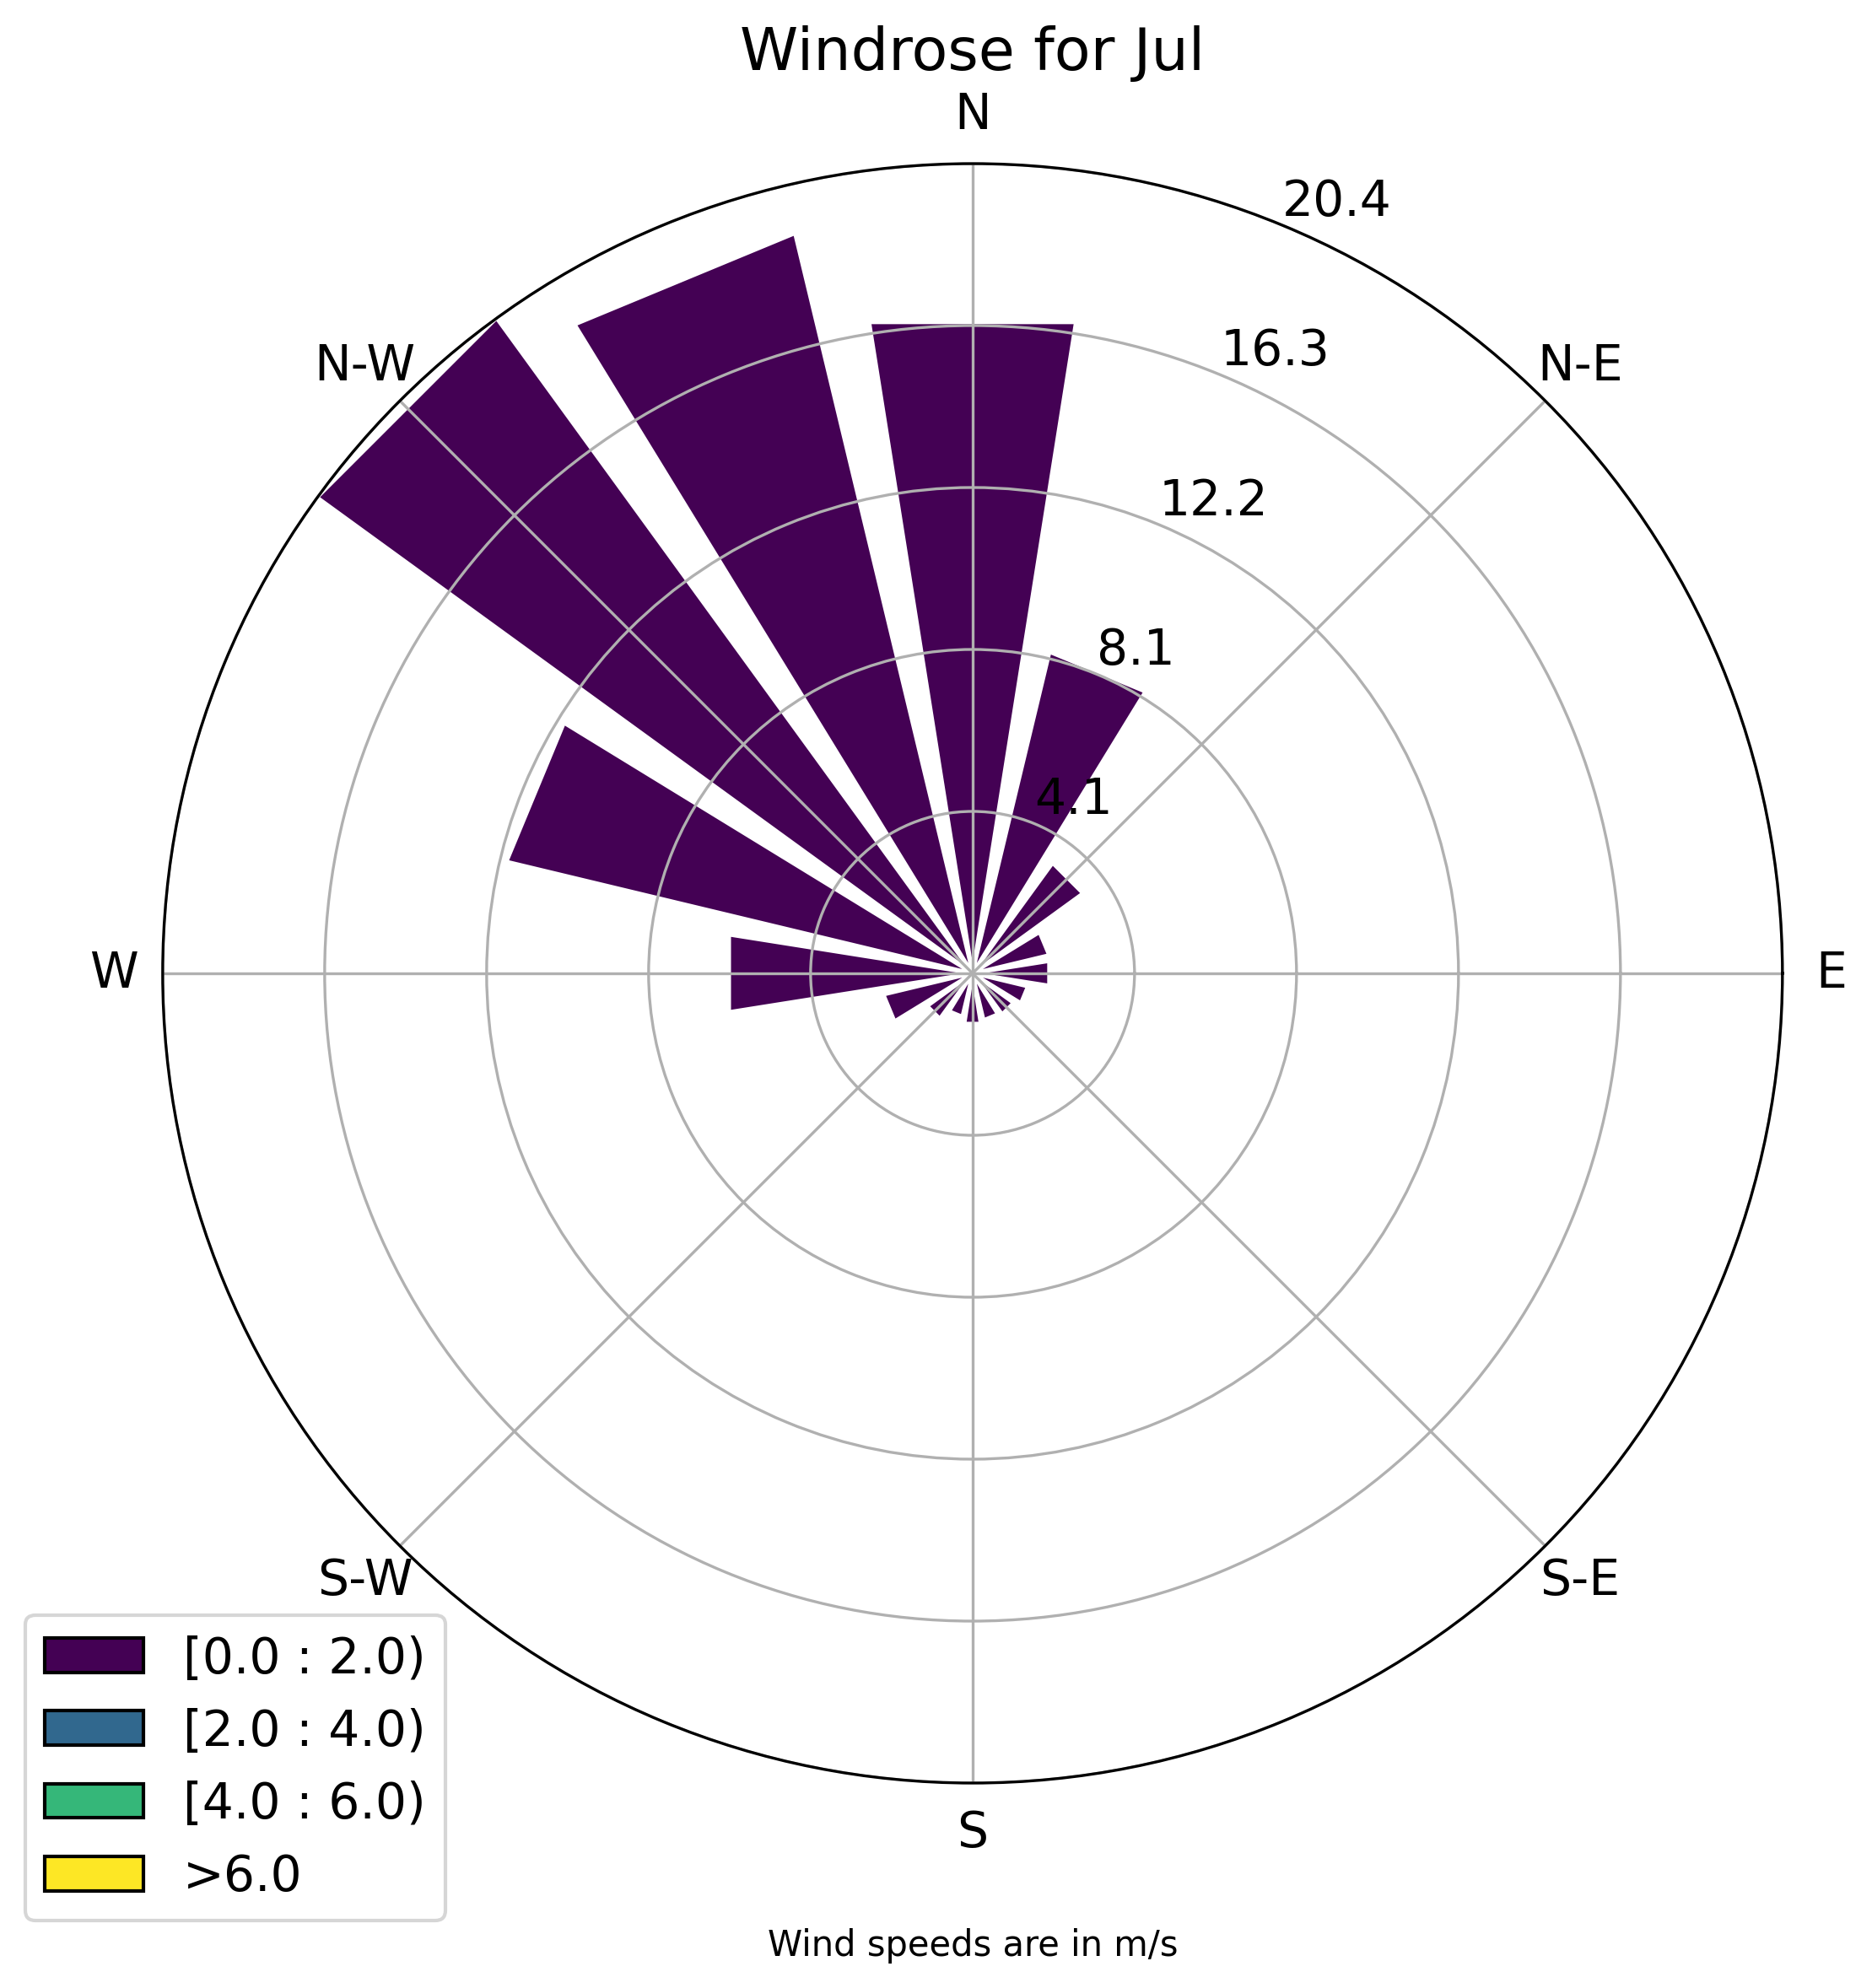 Windrose for Jul
N
20.4
N-W
16.3
N-E
12.2
8.1
4.1
W
E
S-W
S-E
[0.0 : 2.0)
[2.0 : 4.0)
[4.0 : 6.0)
S
>6.0
Wind speeds are in m/s